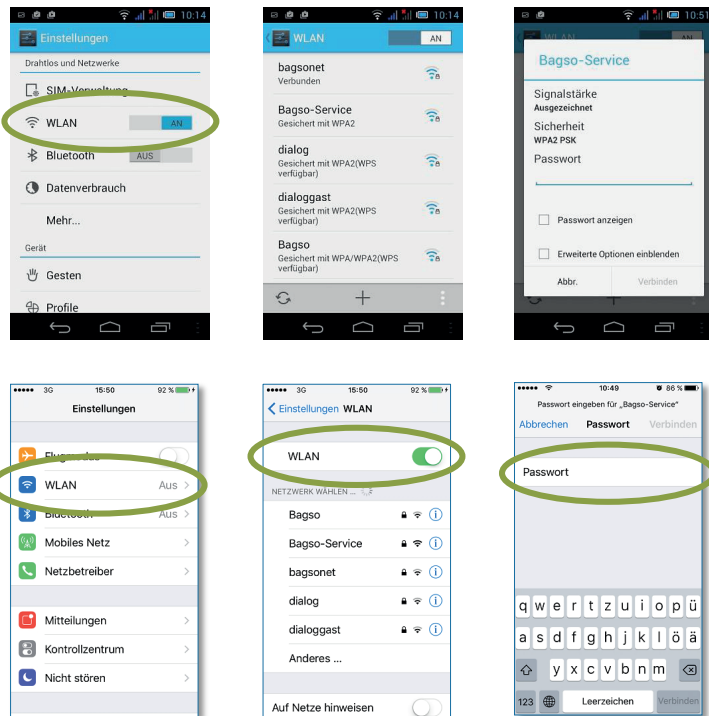 10:14
Einstellungen
Drahtlos und Netzwerke
SIM-Verwaltung
WLAN AN
Bluetooth AUS
Datenverbrauch
Mehr...
Gerät
Gesten
Profile
10:14
WLAN AN
bagsonet
Verbunden
Bagso-Service
Gesichert mit WPA2
dialog
Gesichert mit WPA2(WPS
verfügbar)
dialoggast
Gesichert mit WPA2(WPS
verfügbar)
Bagso
Gesichert mit WPA/WPA2(WPS
verfügbar)
10:51
WLAN AN
Bagso-Service
Signalstärke
Ausgezeichnet
Sicherheit
WPA2 PSK
Passwort
Passwort anzeigen
Erweiterte Optionen einblenden
Abbr. Verbinden
3G 15:50 92 %
Einstellungen
WLAN Aus
Bluetooth Aus
Mobiles Netz
Netzbetreiber
Mitteilungen
Kontrollzentrum
Nicht stören
3G 15:50 92 %
Einstellungen WLAN
WLAN
NETZWERK WÄHLEN ...
Bagso
Bagso-Service
bagsonet
dialog
dialoggast
Anderes ...
Auf Netze hinweisen
10:49 86 %
Passwort eingeben für „Bagso-Service“
Abbrechen Passwort Verbinden
Passwort
q w e r t z u i o p ü
a s d f g h j k l ö ä
y x c v b n m
123 Leerzeichen Verbinden